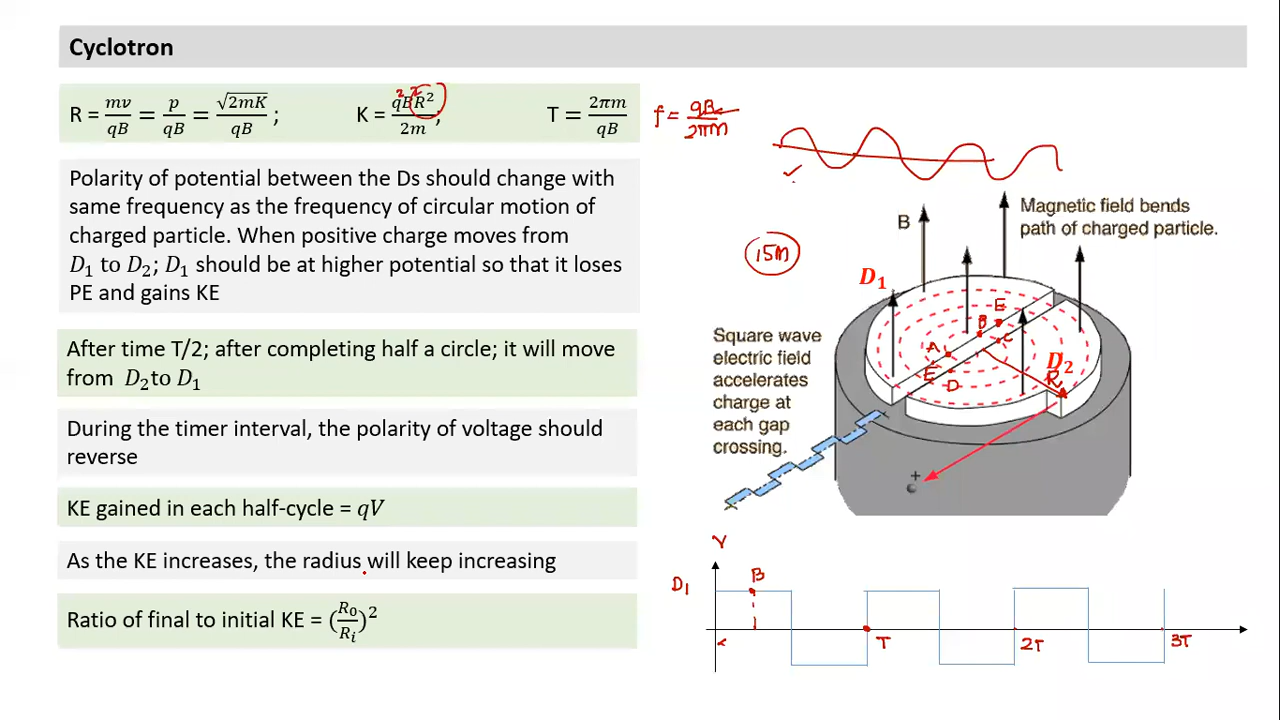 Cyclotron
R = mv/qB = p/qB = √2mK/qB ; K = q²B²R²/2m , T = 2πm/qB f = qB/2πm
Polarity of potential between the Ds should change with
same frequency as the frequency of circular motion of
charged particle. When positive charge moves from
D₁ to D₂; D₁ should be at higher potential so that it loses
PE and gains KE
After time T/2; after completing half a circle; it will move
from D₂to D₁
During the timer interval, the polarity of voltage should
reverse
KE gained in each half-cycle = qV
As the KE increases, the radius will keep increasing
Ratio of final to initial KE = (R₀/Rᵢ)²
B
Magnetic field bends
path of charged particle.
15m
D₁
E
B
A
C
E
D
D₂
R
A
Square wave
electric field
accelerates
charge at
each gap
crossing.
+
V
D₁
B
T
2T
3T